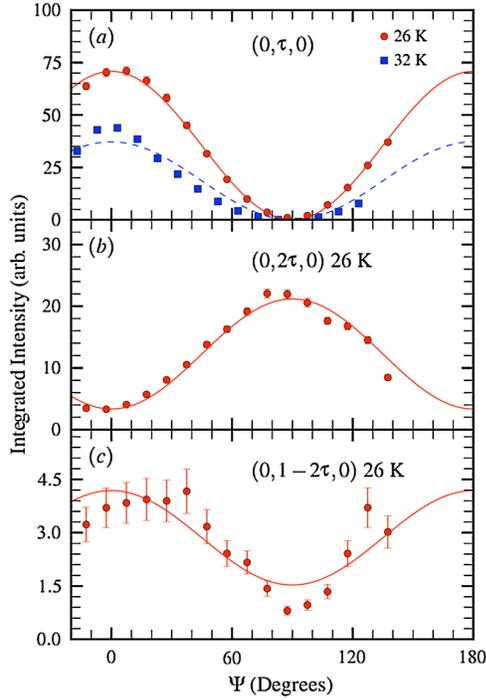 100
(a)
(0,τ,0)
26 K
32 K
75
50
25
0
(b)
(0,2τ,0) 26 K
30
20
10
0
(c)
(0,1−2τ,0) 26 K
4.5
3.0
1.5
0.0
Integrated Intensity (arb. units)
0
60
120
180
Ψ (Degrees)